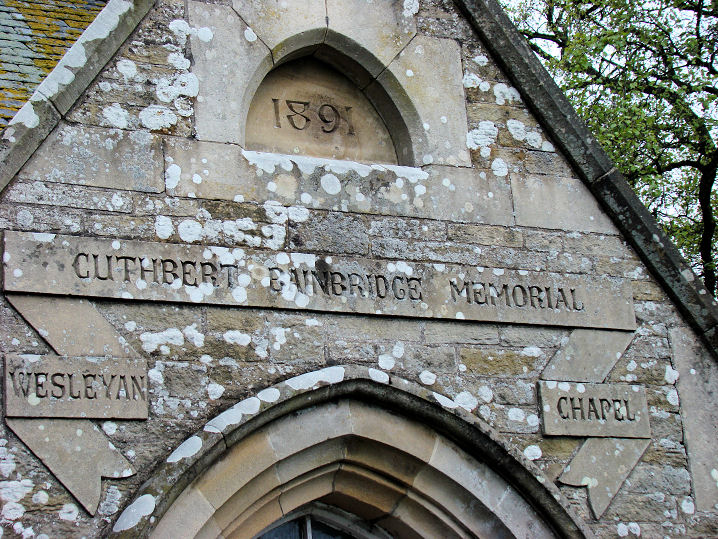 1891
CUTHBERT BAINBRIDGE MEMORIAL
WESLEYAN CHAPEL